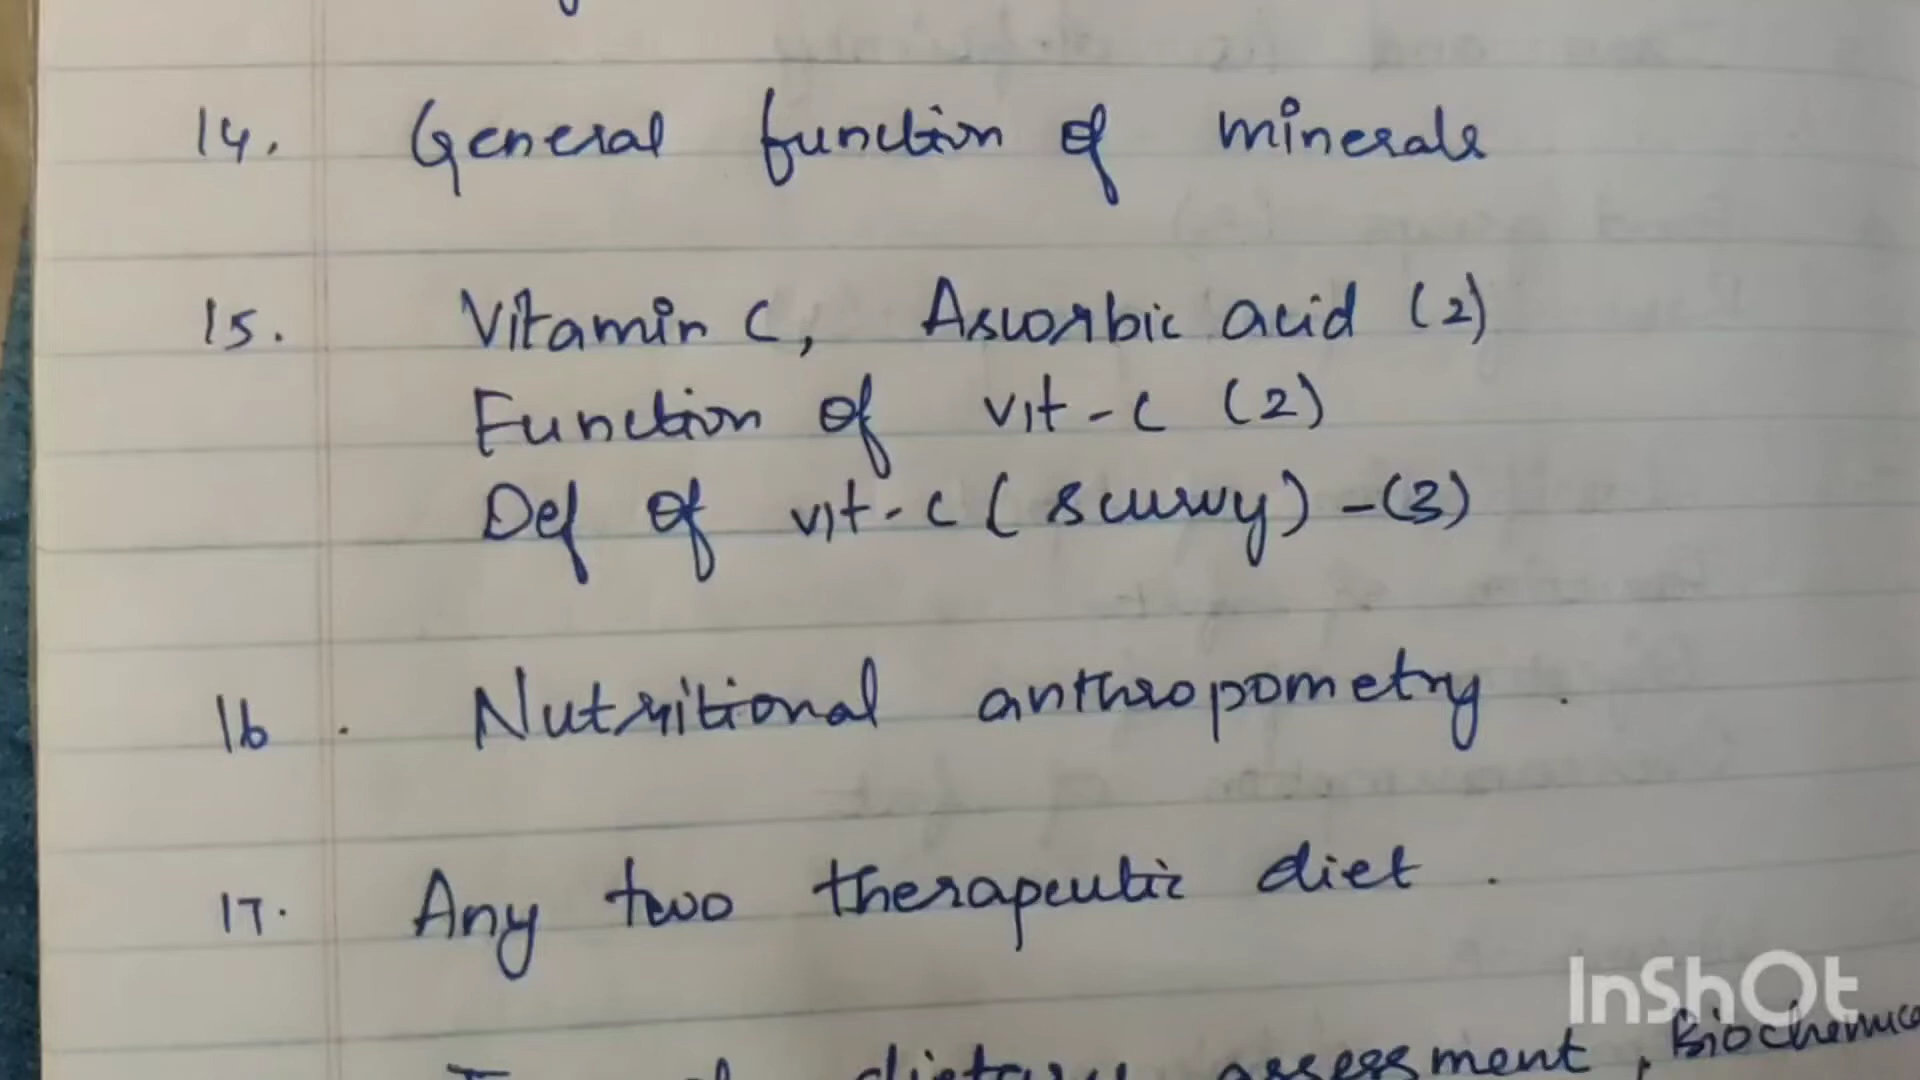 14. General function of minerals
15. Vitamin C, Ascorbic acid (2)
Function of vit-C (2)
Def of vit-C (scurvy) -(3)
16. Nutritional anthropometry.
17. Any two therapeutic diet.
InShOt
dietary assessment,